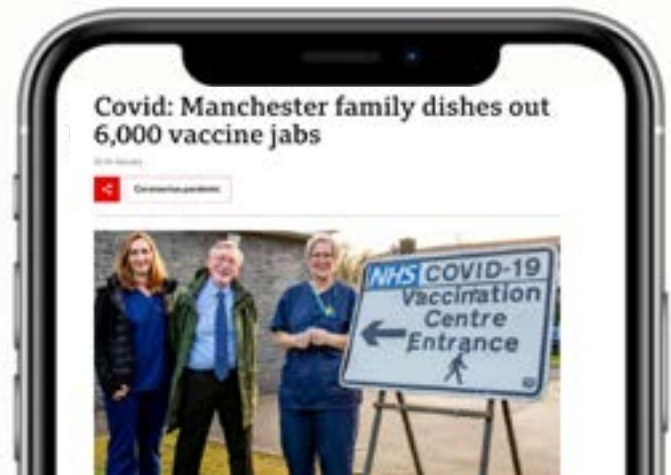 Covid: Manchester family dishes out
6,000 vaccine jabs
Coronavirus pandemic
NHS COVID-19
Vaccination
Centre
Entrance